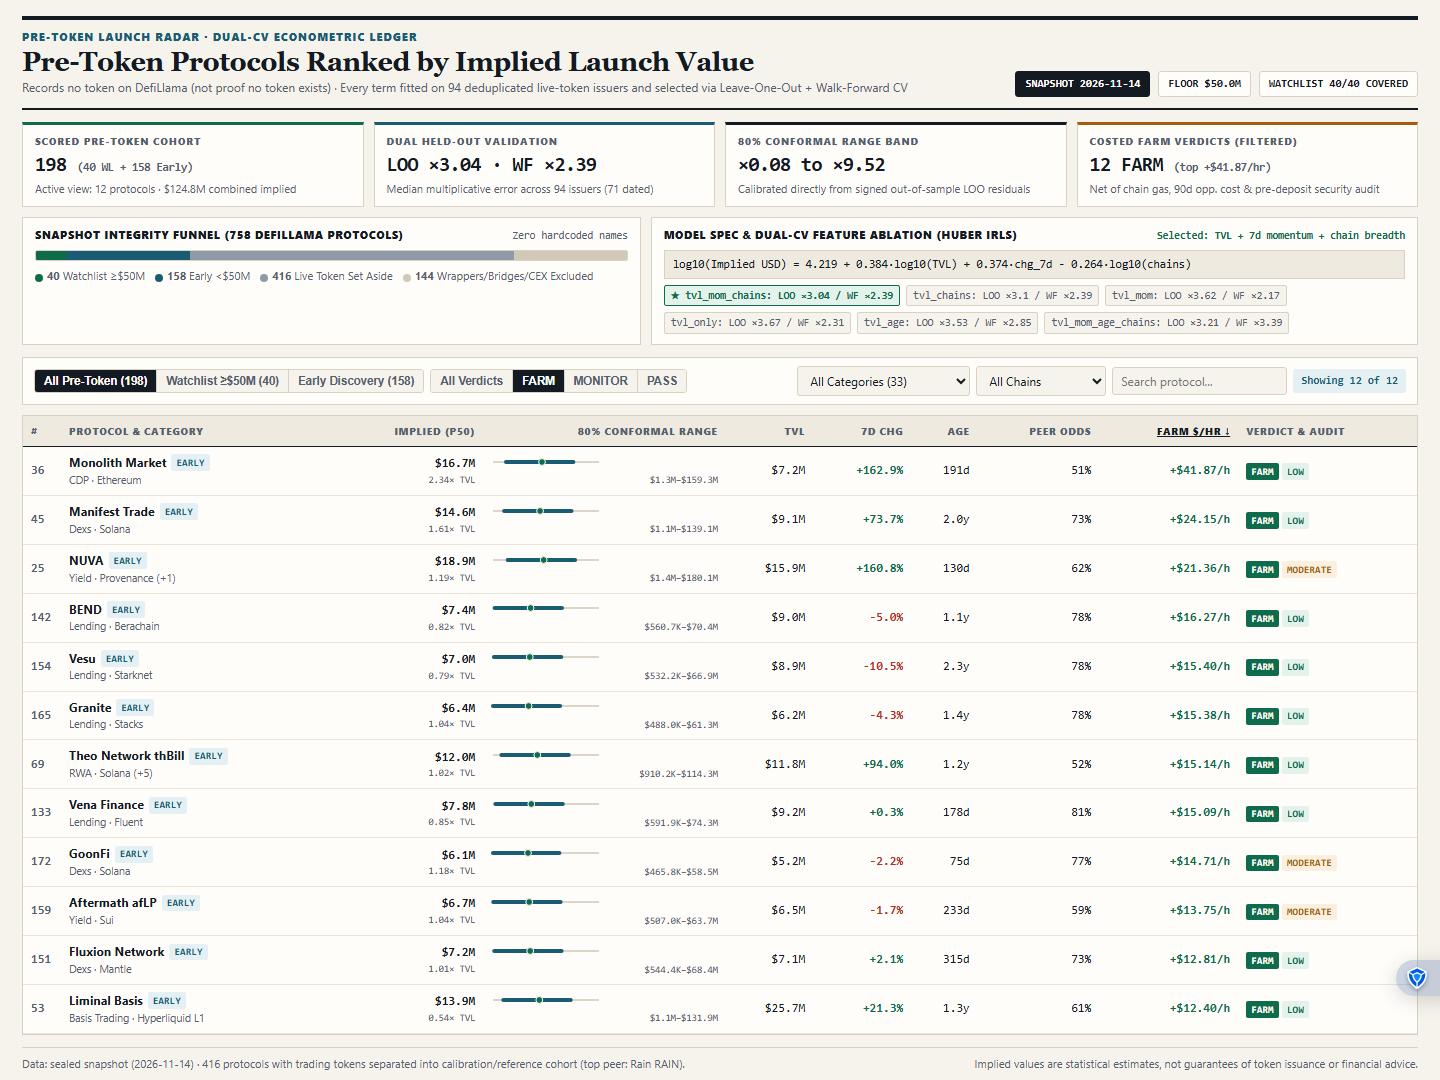 PRE-TOKEN LAUNCH RADAR · DUAL-CV ECONOMETRIC LEDGER
Pre-Token Protocols Ranked by Implied Launch Value
Records no token on DefiLlama (not proof no token exists) · Every term fitted on 94 deduplicated live-token issuers and selected via Leave-One-Out + Walk-Forward CV
SNAPSHOT 2026-11-14
FLOOR $50.0M
WATCHLIST 40/40 COVERED
SCORED PRE-TOKEN COHORT
198 (40 WL + 158 Early)
Active view: 12 protocols · $124.8M combined implied
DUAL HELD-OUT VALIDATION
LOO ×3.04 · WF ×2.39
Median multiplicative error across 94 issuers (71 dated)
80% CONFORMAL RANGE BAND
×0.08 to ×9.52
Calibrated directly from signed out-of-sample LOO residuals
COSTED FARM VERDICTS (FILTERED)
12 FARM (top +$41.87/hr)
Net of chain gas, 90d opp. cost & pre-deposit security audit
SNAPSHOT INTEGRITY FUNNEL (758 DEFILLAMA PROTOCOLS)
Zero hardcoded names
40 Watchlist ≥$50M
158 Early <$50M
416 Live Token Set Aside
144 Wrappers/Bridges/CEX Excluded
MODEL SPEC & DUAL-CV FEATURE ABLATION (HUBER IRLS)
Selected: TVL + 7d momentum + chain breadth
log10(Implied USD) = 4.219 + 0.384·log10(TVL) + 0.374·chg_7d - 0.264·log10(chains)
★ tvl_mom_chains: LOO ×3.04 / WF ×2.39
tvl_chains: LOO ×3.1 / WF ×2.39
tvl_mom: LOO ×3.62 / WF ×2.17
tvl_only: LOO ×3.67 / WF ×2.31
tvl_age: LOO ×3.53 / WF ×2.85
tvl_mom_age_chains: LOO ×3.21 / WF ×3.39
All Pre-Token (198)
Watchlist ≥$50M (40)
Early Discovery (158)
All Verdicts
FARM
MONITOR
PASS
All Categories (33)
All Chains
Search protocol...
Showing 12 of 12
# PROTOCOL & CATEGORY IMPLIED (P50) 80% CONFORMAL RANGE TVL 7D CHG AGE PEER ODDS FARM $/HR ↓ VERDICT & AUDIT
36 Monolith Market EARLY $16.7M $7.2M +162.9% 191d 51% +$41.87/h FARM LOW
CDP · Ethereum 2.34× TVL $1.3M–$159.3M
45 Manifest Trade EARLY $14.6M $9.1M +73.7% 2.0y 73% +$24.15/h FARM LOW
Dexs · Solana 1.61× TVL $1.1M–$139.1M
25 NUVA EARLY $18.9M $15.9M +160.8% 130d 62% +$21.36/h FARM MODERATE
Yield · Provenance (+1) 1.19× TVL $1.4M–$180.1M
142 BEND EARLY $7.4M $9.0M -5.0% 1.1y 78% +$16.27/h FARM LOW
Lending · Berachain 0.82× TVL $560.7K–$70.4M
154 Vesu EARLY $7.0M $8.9M -10.5% 2.3y 78% +$15.40/h FARM LOW
Lending · Starknet 0.79× TVL $532.2K–$66.9M
165 Granite EARLY $6.4M $6.2M -4.3% 1.4y 78% +$15.38/h FARM LOW
Lending · Stacks 1.04× TVL $488.0K–$61.3M
69 Theo Network thBill EARLY $12.0M $11.8M +94.0% 1.2y 52% +$15.14/h FARM LOW
RWA · Solana (+5) 1.02× TVL $910.2K–$114.3M
133 Vena Finance EARLY $7.8M $9.2M +0.3% 178d 81% +$15.09/h FARM LOW
Lending · Fluent 0.85× TVL $591.9K–$74.3M
172 GoonFi EARLY $6.1M $5.2M -2.2% 75d 77% +$14.71/h FARM MODERATE
Dexs · Solana 1.18× TVL $465.8K–$58.5M
159 Aftermath afLP EARLY $6.7M $6.5M -1.7% 233d 59% +$13.75/h FARM MODERATE
Yield · Sui 1.04× TVL $507.0K–$63.7M
151 Fluxion Network EARLY $7.2M $7.1M +2.1% 315d 73% +$12.81/h FARM LOW
Dexs · Mantle 1.01× TVL $544.4K–$68.4M
53 Liminal Basis EARLY $13.9M $25.7M +21.3% 1.3y 61% +$12.40/h FARM LOW
Basis Trading · Hyperliquid L1 0.54× TVL $1.1M–$131.9M
Data: sealed snapshot (2026-11-14) · 416 protocols with trading tokens separated into calibration/reference cohort (top peer: Rain RAIN).
Implied values are statistical estimates, not guarantees of token issuance or financial advice.